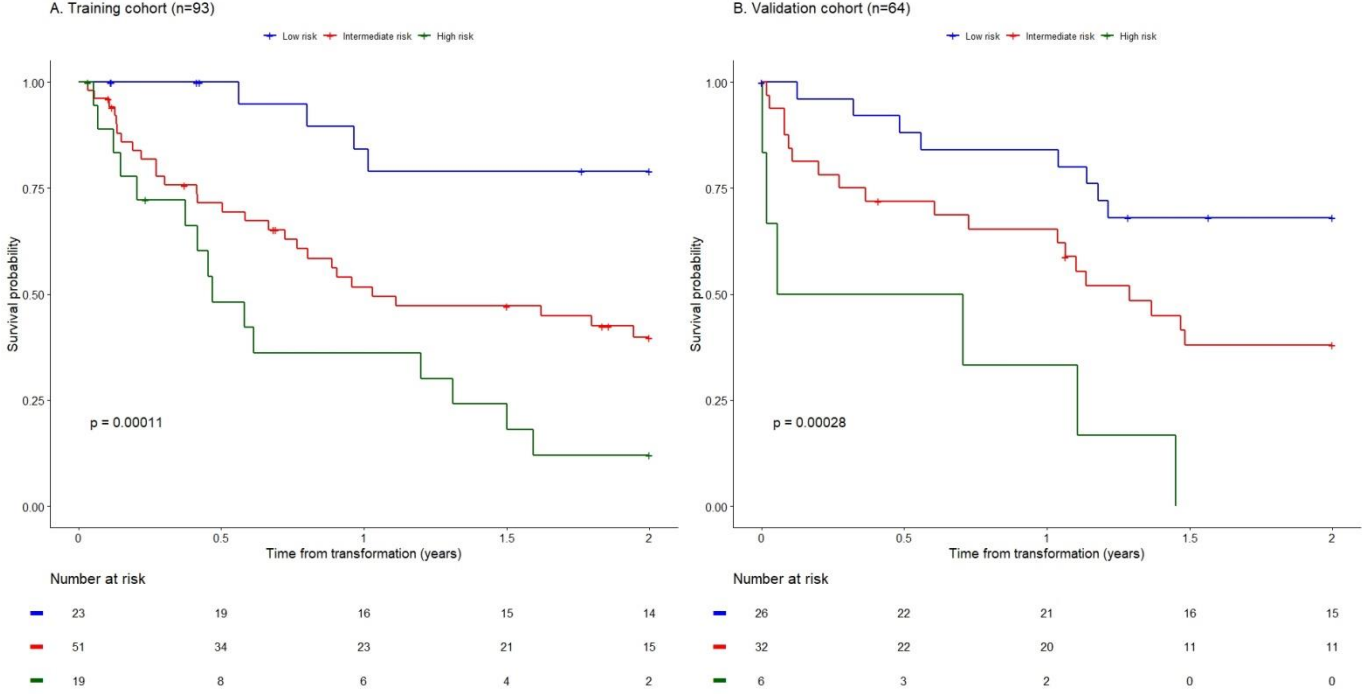 A. Training cohort (n=93)
Low risk Intermediate risk High risk
1.00
0.75
0.50
0.25
0.00
Survival probability
p = 0.00011
0 0.5 1 1.5 2
Time from transformation (years)
Number at risk
23 19 16 15 14
51 34 23 21 15
19 8 6 4 2
B. Validation cohort (n=64)
Low risk Intermediate risk High risk
1.00
0.75
0.50
0.25
0.00
Survival probability
p = 0.00028
0 0.5 1 1.5 2
Time from transformation (years)
Number at risk
26 22 21 16 15
32 22 20 11 11
6 3 2 0 0